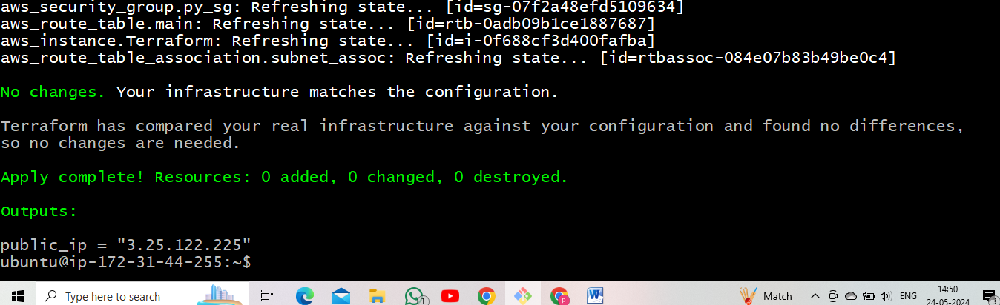 aws_security_group.py_sg: Refreshing state... [id=sg-07f2a48efd5109634]
aws_route_table.main: Refreshing state... [id=rtb-0adb09b1ce1887687]
aws_instance.Terraform: Refreshing state... [id=i-0f688cf3d400fafba]
aws_route_table_association.subnet_assoc: Refreshing state... [id=rtbassoc-084e07b83b49be0c4]
No changes. Your infrastructure matches the configuration.
Terraform has compared your real infrastructure against your configuration and found no differences,
so no changes are needed.
Apply complete! Resources: 0 added, 0 changed, 0 destroyed.
Outputs:
public_ip = "3.25.122.225"
ubuntu@ip-172-31-44-255:~$
Type here to search
1
P
W
Match
ENG
14:50
24-05-2024
3